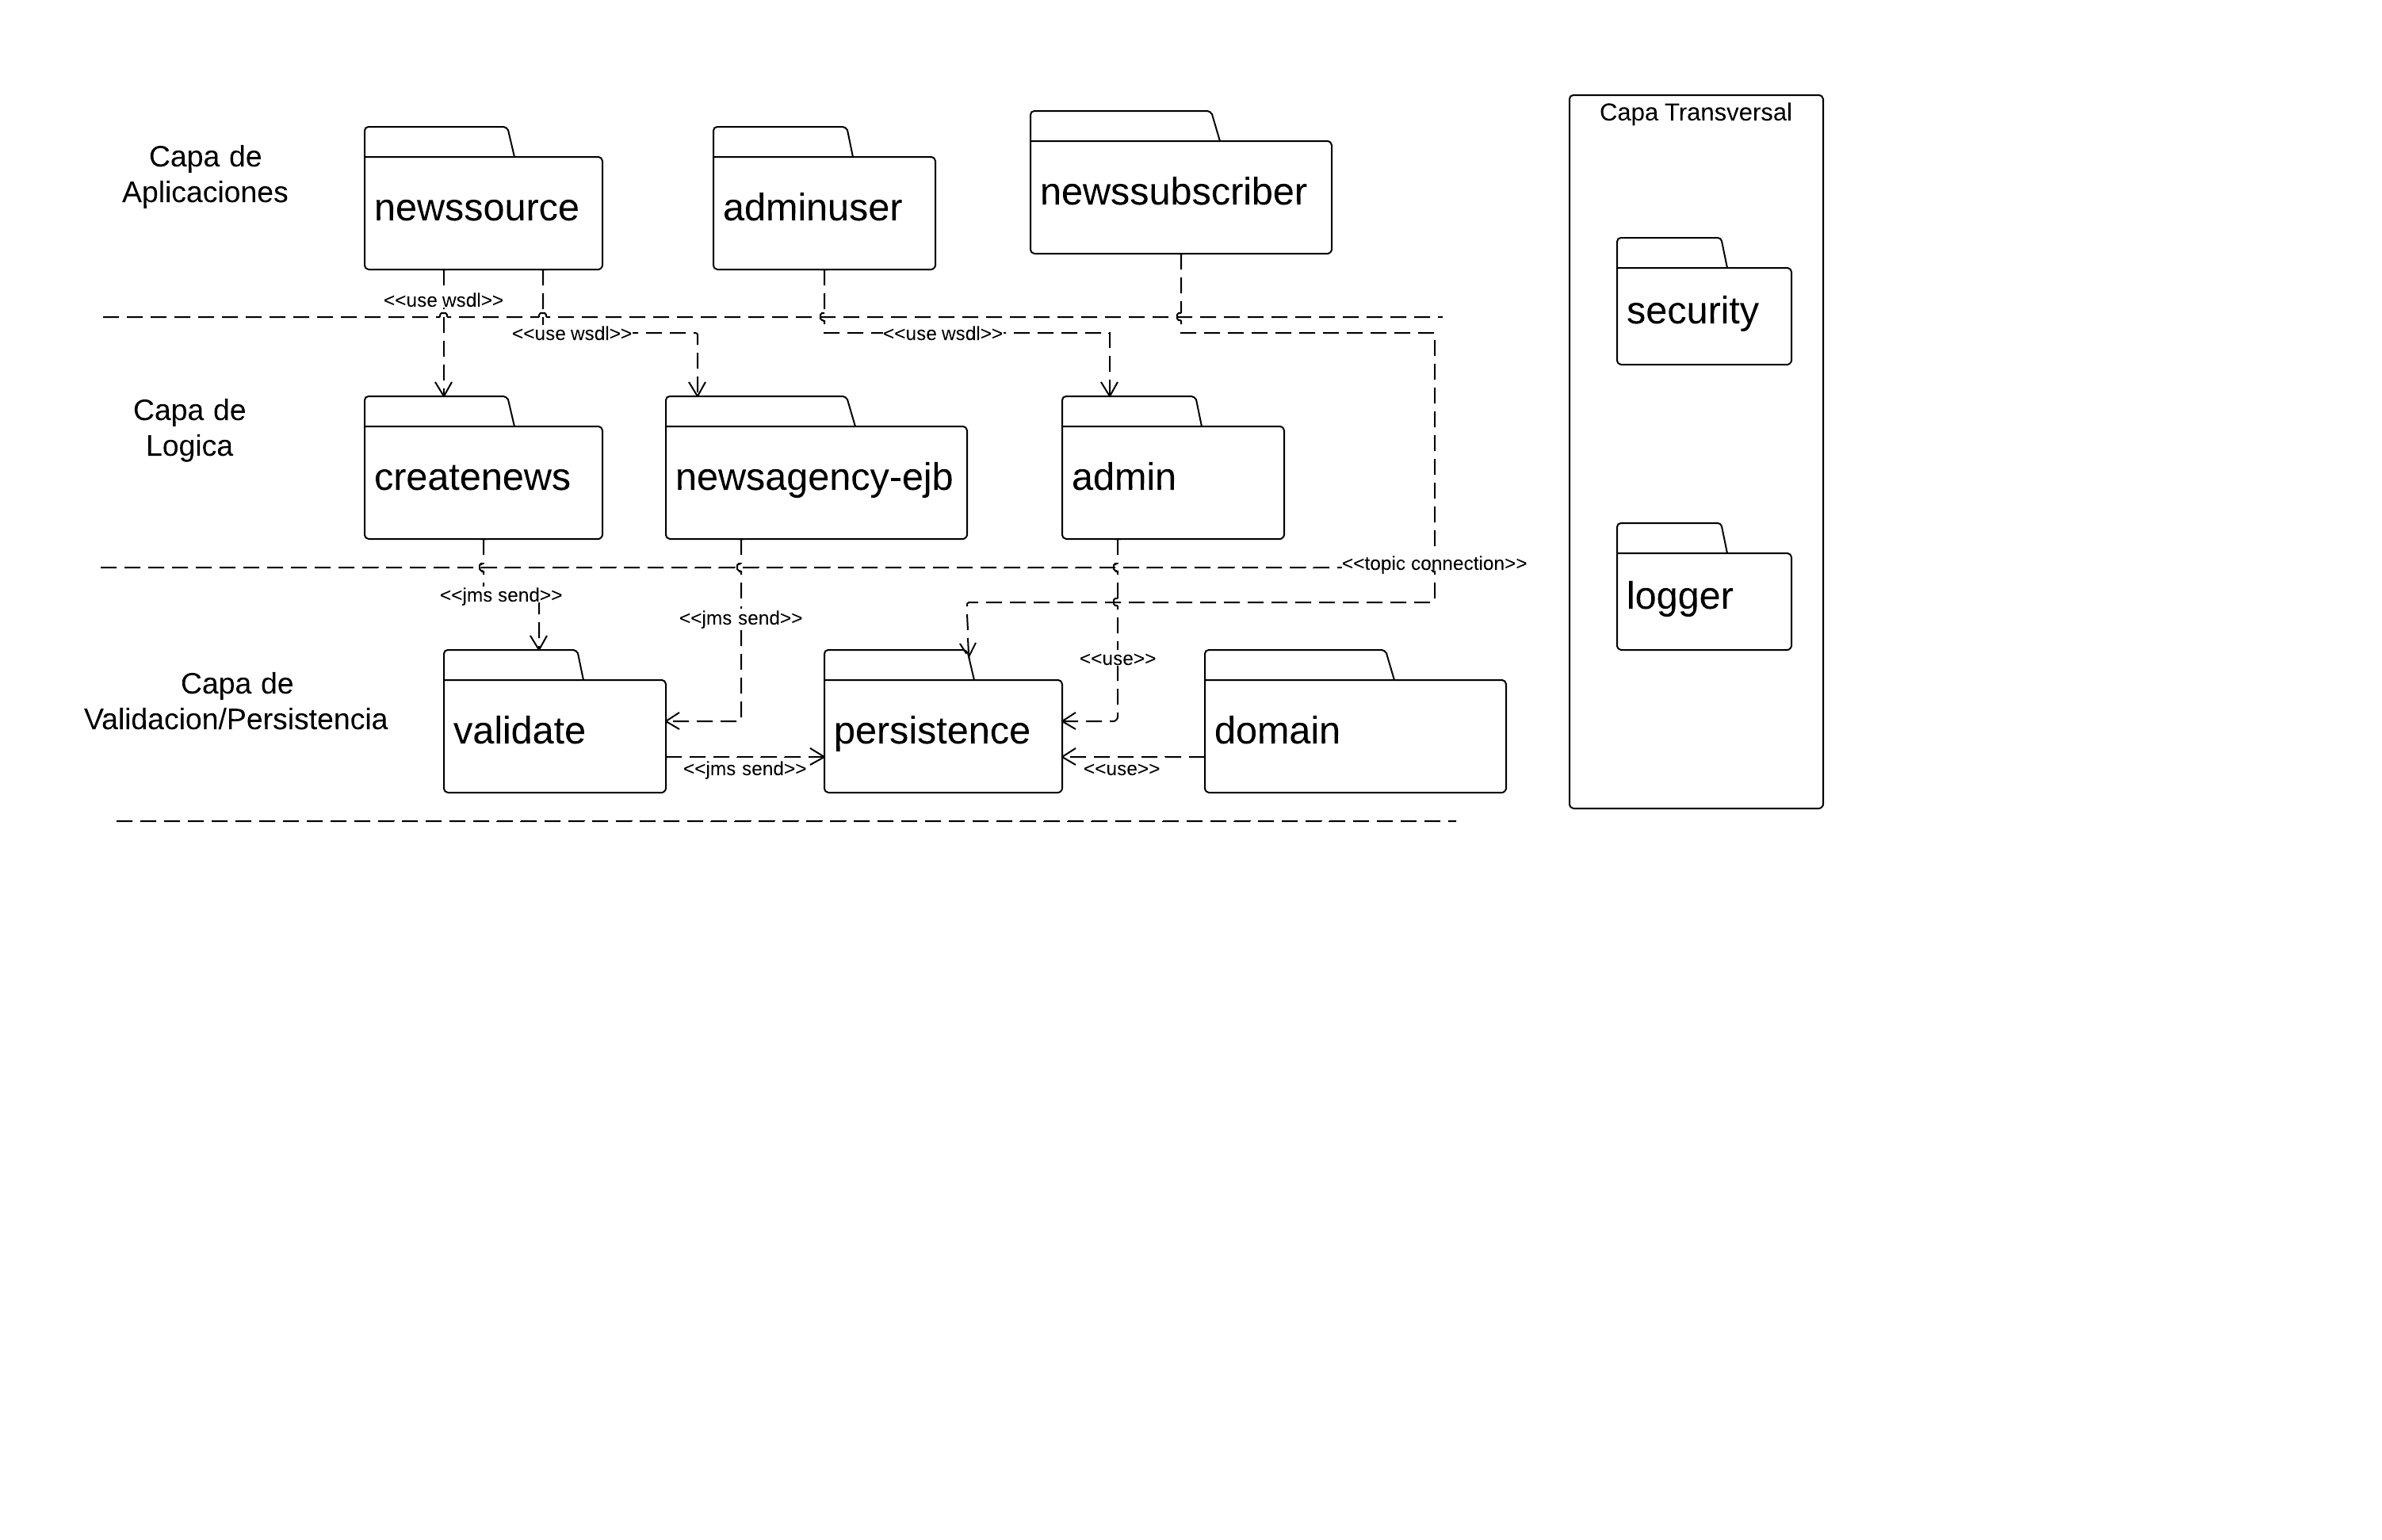 Capa Transversal
Capa de
Aplicaciones
newssource
adminuser
newssubscriber
security
<<use wsdl>>
<<use wsdl>>
<<use wsdl>>
Capa de
Logica
createnews
newsagency-ejb
admin
<<topic connection>>
<<jms send>>
<<jms send>>
logger
<<use>>
Capa de
Validacion/Persistencia
validate
persistence
domain
<<jms send>>
<<use>>